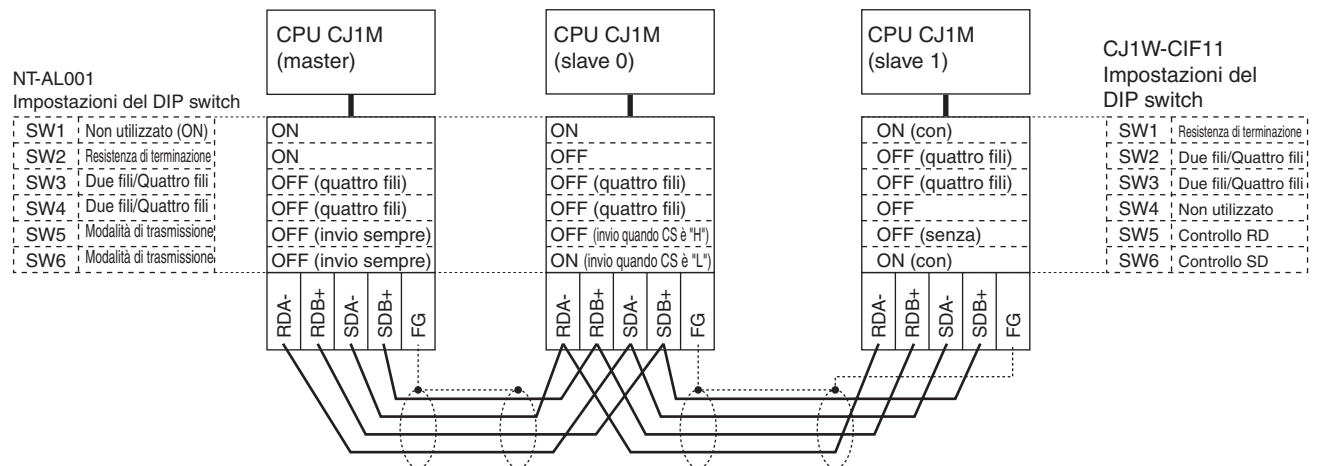 CPU CJ1M
(master)
CPU CJ1M
(slave 0)
CPU CJ1M
(slave 1)
NT-AL001
Impostazioni del DIP switch
SW1 Non utilizzato (ON)
SW2 Resistenza di terminazione
SW3 Due fili/Quattro fili
SW4 Due fili/Quattro fili
SW5 Modalità di trasmissione
SW6 Modalità di trasmissione
ON
ON
OFF (quattro fili)
OFF (quattro fili)
OFF (invio sempre)
OFF (invio sempre)
RDA-
RDB+
SDA-
SDB+
FG
ON
OFF
OFF (quattro fili)
OFF (quattro fili)
OFF (invio quando CS è "H")
ON (invio quando CS è "L")
RDA-
RDB+
SDA-
SDB+
FG
ON (con)
OFF (quattro fili)
OFF (quattro fili)
OFF
OFF (senza)
ON (con)
RDA-
RDB+
SDA-
SDB+
FG
CJ1W-CIF11
Impostazioni del
DIP switch
SW1 Resistenza di terminazione
SW2 Due fili/Quattro fili
SW3 Due fili/Quattro fili
SW4 Non utilizzato
SW5 Controllo RD
SW6 Controllo SD